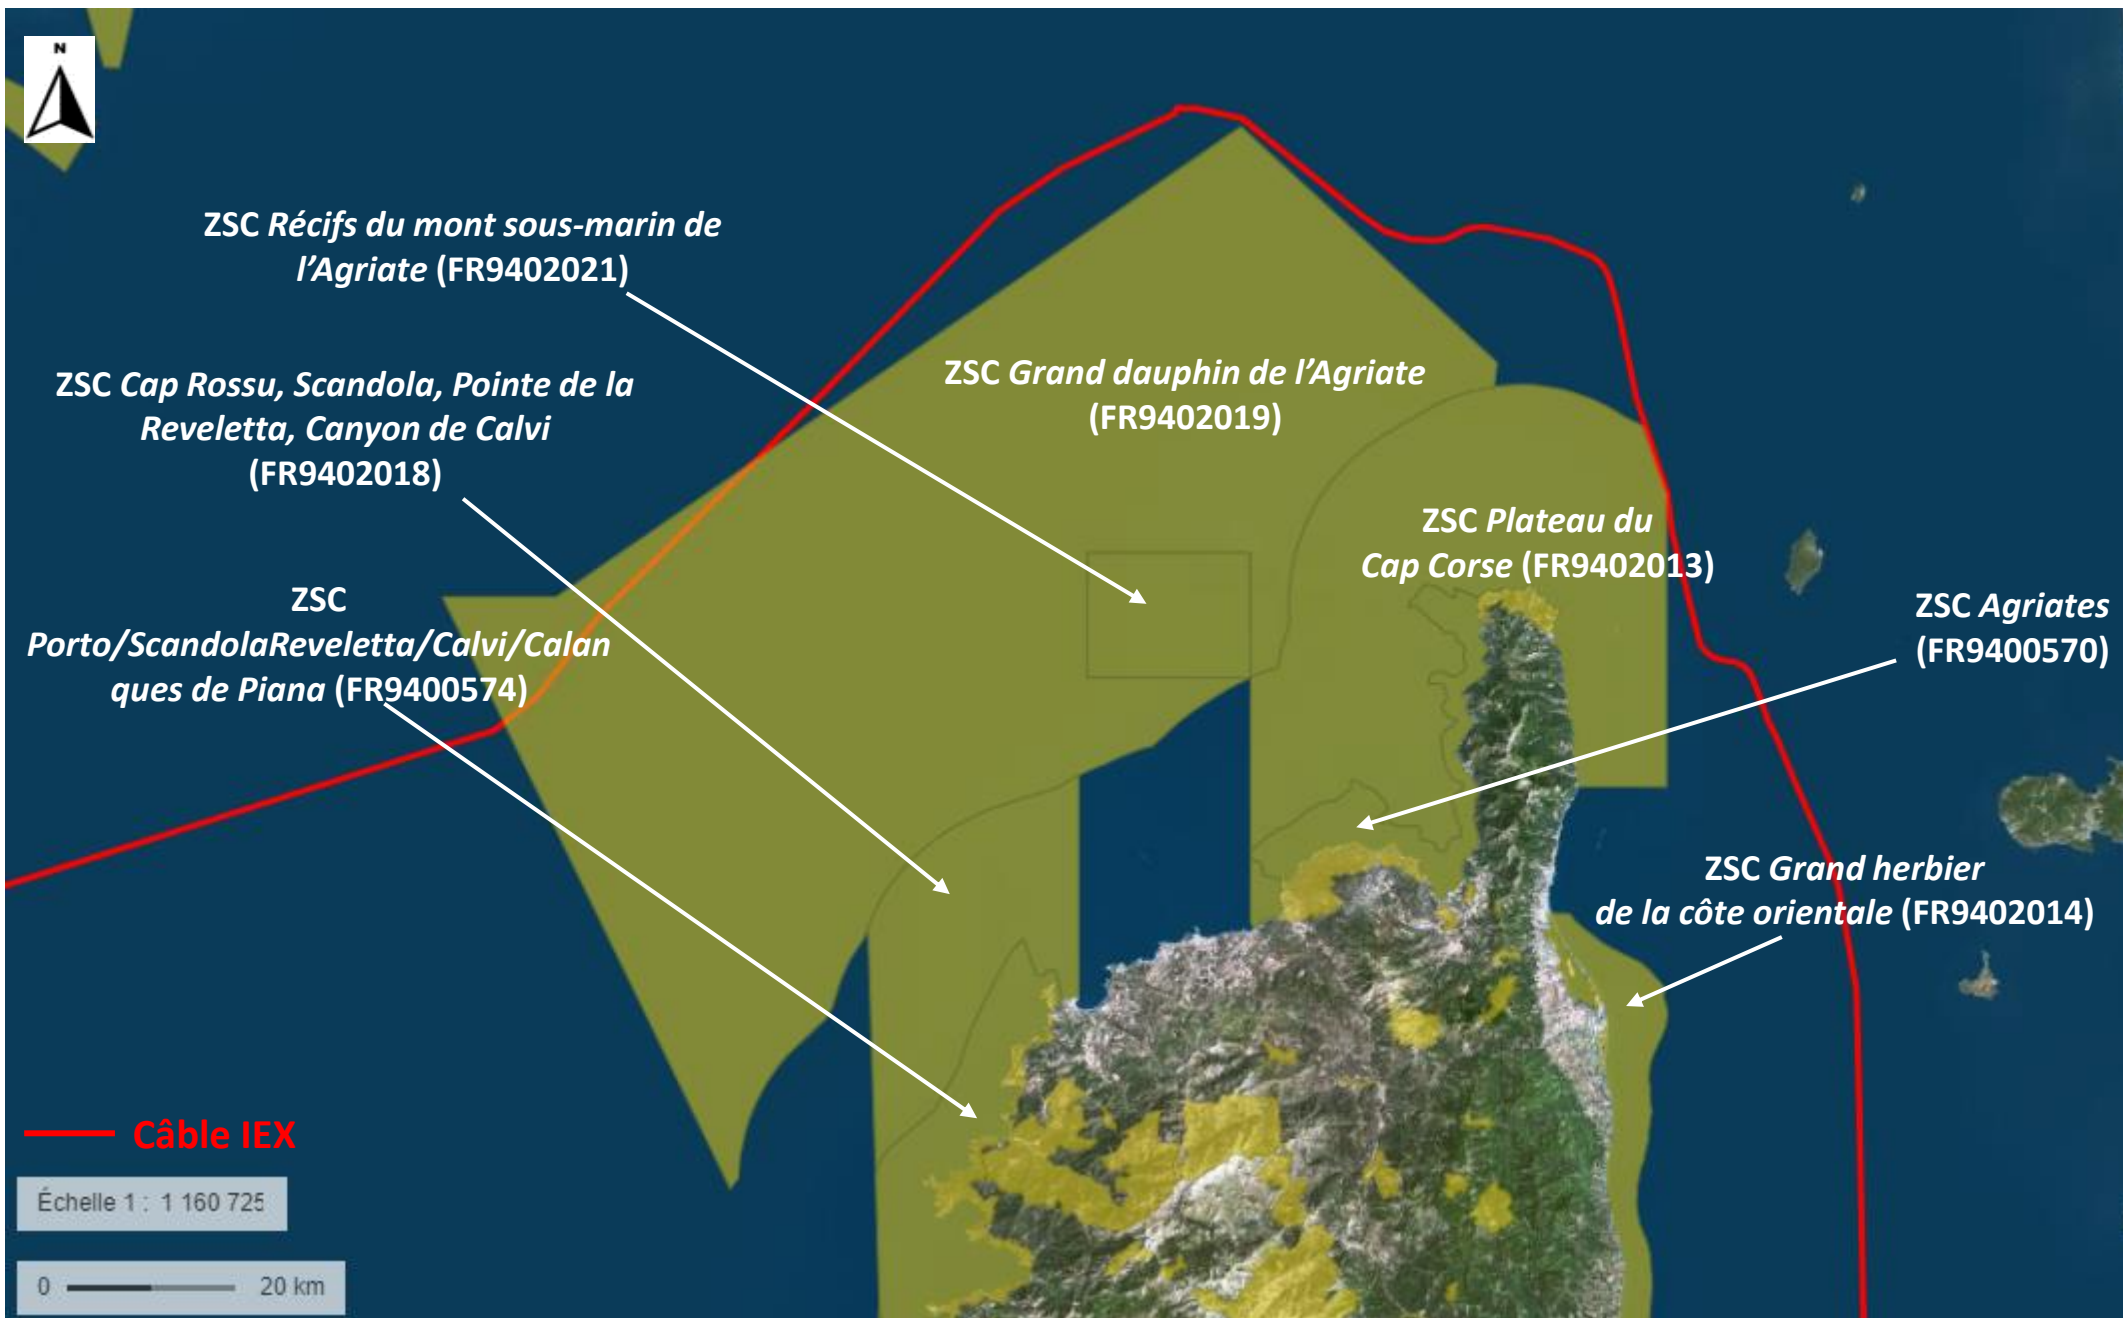 N
ZSC Récifs du mont sous-marin de
l’Agriate (FR9402021)
ZSC Cap Rossu, Scandola, Pointe de la
Reveletta, Canyon de Calvi
(FR9402018)
ZSC Grand dauphin de l’Agriate
(FR9402019)
ZSC Plateau du
Cap Corse (FR9402013)
ZSC
Porto/ScandolaReveletta/Calvi/Calan
ques de Piana (FR9400574)
ZSC Agriates
(FR9400570)
ZSC Grand herbier
de la côte orientale (FR9402014)
Câble IEX
Échelle 1 : 1 160 725
0 20 km